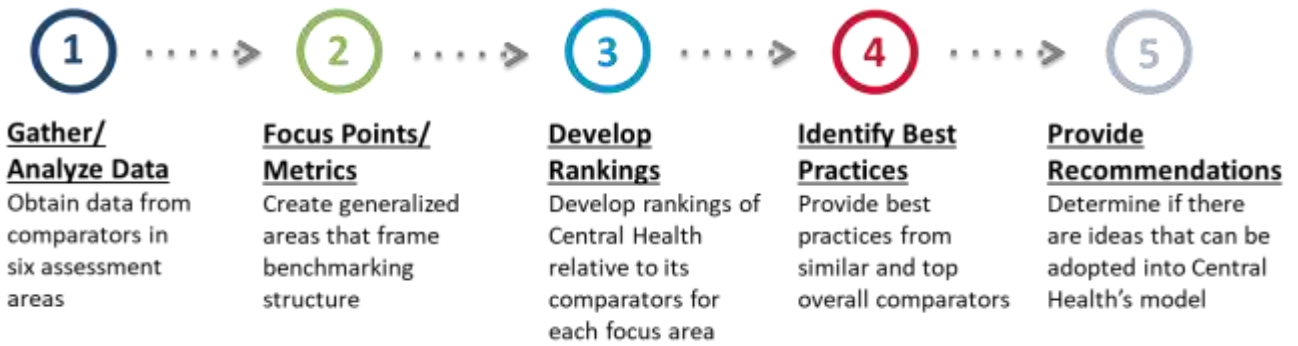 1
2
3
4
5
Gather/
Analyze Data
Obtain data from
comparators in
six assessment
areas
Focus Points/
Metrics
Create generalized
areas that frame
benchmarking
structure
Develop
Rankings
Develop rankings of
Central Health
relative to its
comparators for
each focus area
Identify Best
Practices
Provide best
practices from
similar and top
overall comparators
Provide
Recommendations
Determine if there
are ideas that can be
adopted into Central
Health's model